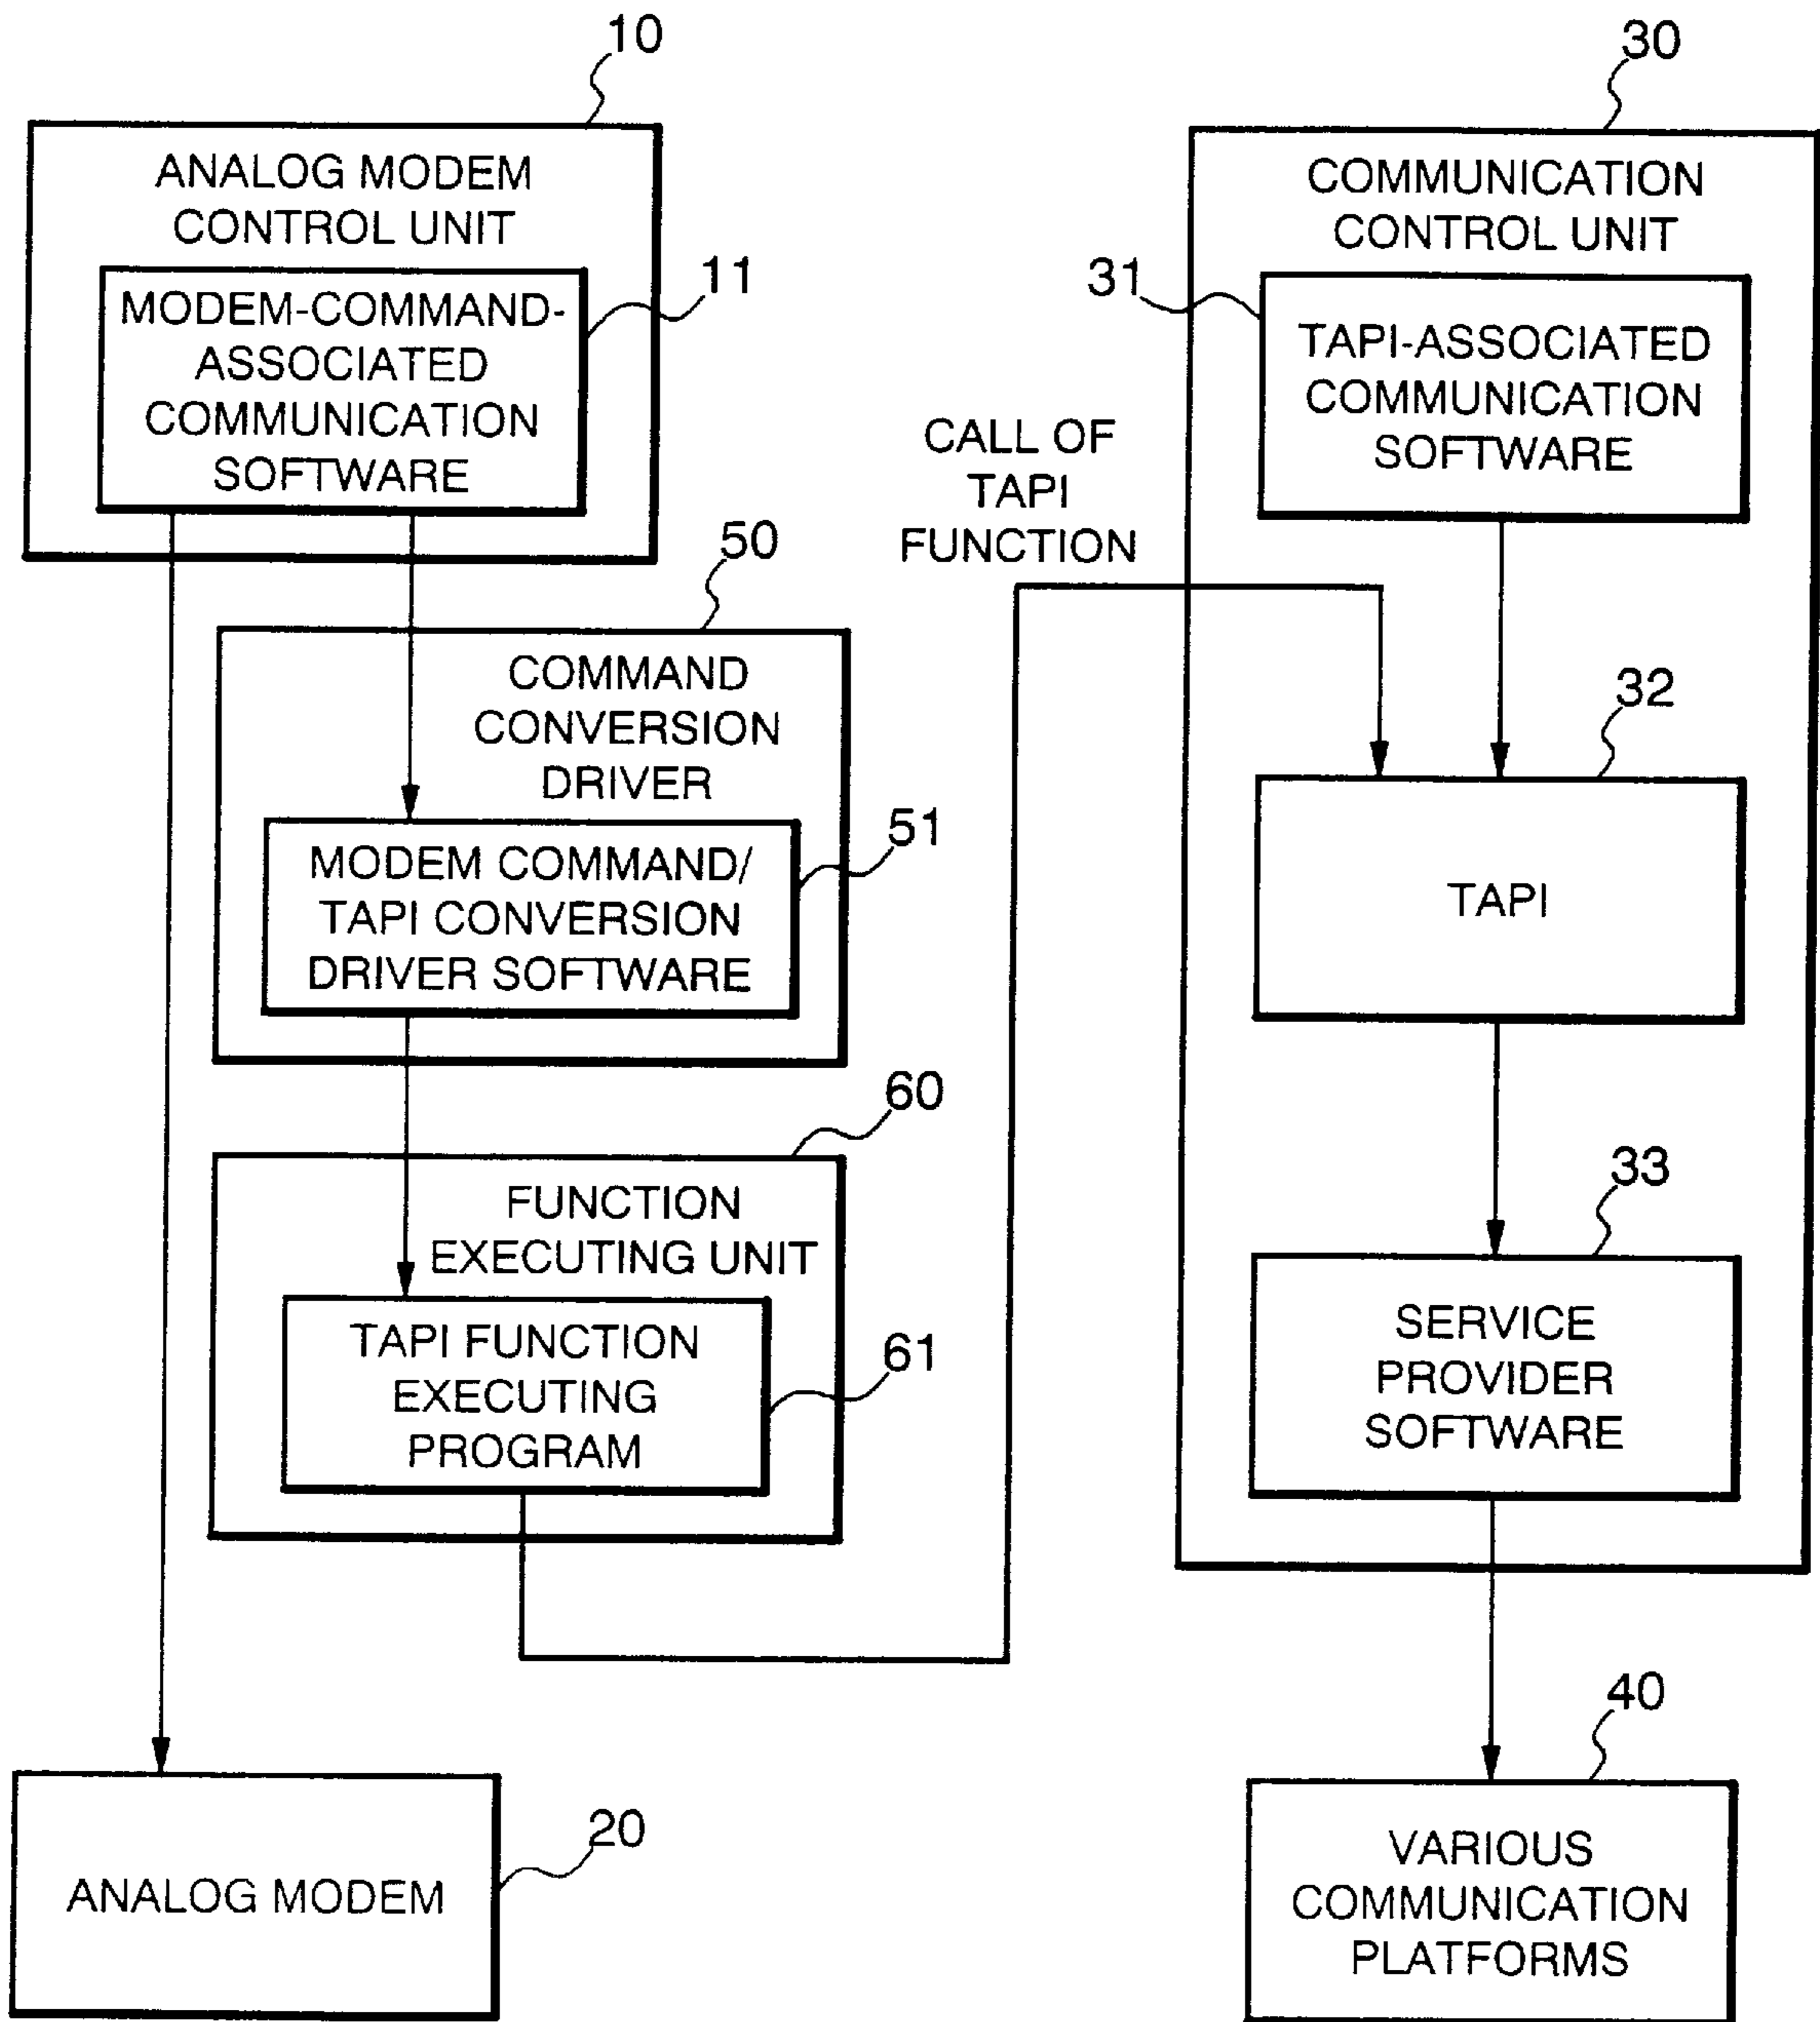 10
ANALOG MODEM
CONTROL UNIT
11
MODEM-COMMAND-
ASSOCIATED
COMMUNICATION
SOFTWARE
50
COMMAND
CONVERSION
DRIVER
51
MODEM COMMAND/
TAPI CONVERSION
DRIVER SOFTWARE
60
FUNCTION
EXECUTING UNIT
TAPI FUNCTION
EXECUTING
PROGRAM
61
ANALOG MODEM
20
CALL OF
TAPI
FUNCTION
30
COMMUNICATION
CONTROL UNIT
31
TAPI-ASSOCIATED
COMMUNICATION
SOFTWARE
32
TAPI
33
SERVICE
PROVIDER
SOFTWARE
40
VARIOUS
COMMUNICATION
PLATFORMS